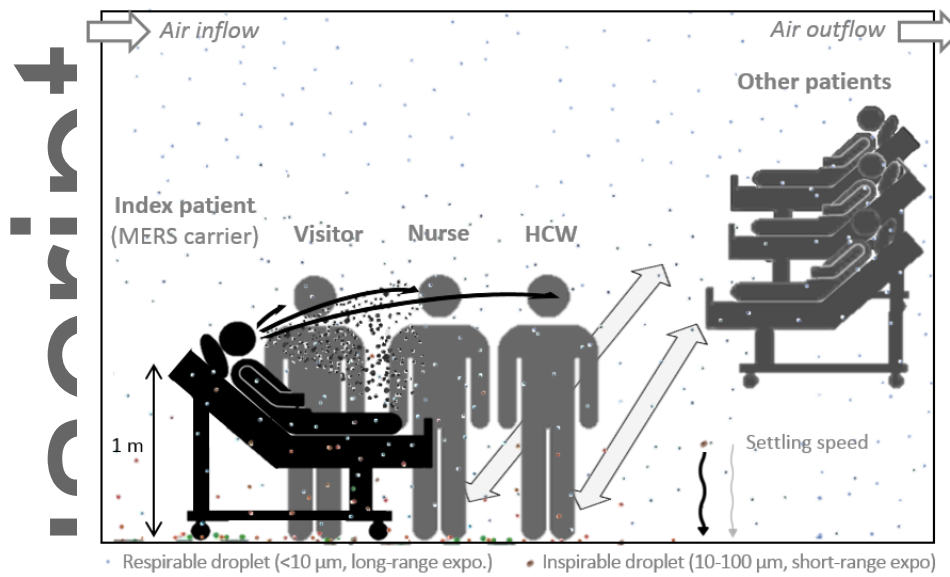 Air inflow
Air outflow
Other patients
Index patient
(MERS carrier)
Visitor
Nurse
HCW
1 m
Settling speed
Respirable droplet (<10 µm, long-range expo.)
Inspirable droplet (10-100 µm, short-range expo)